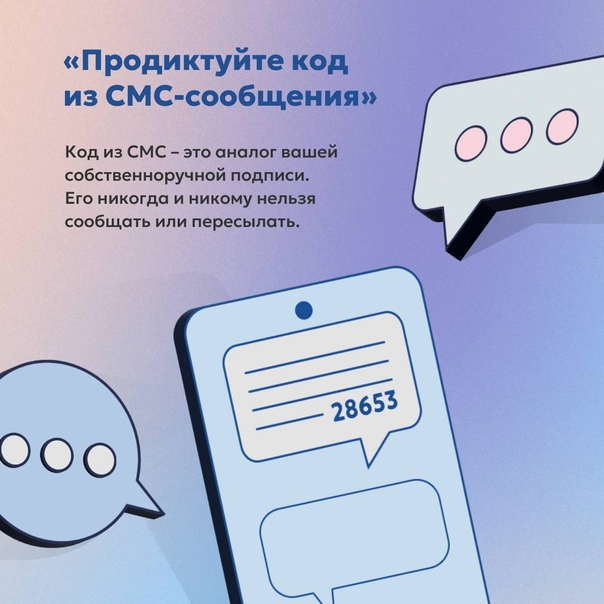 «Продиктуйте код
из СМС-сообщения»
Код из СМС – это аналог вашей
собственноручной подписи.
Его никогда и никому нельзя
сообщать или пересылать.
28653